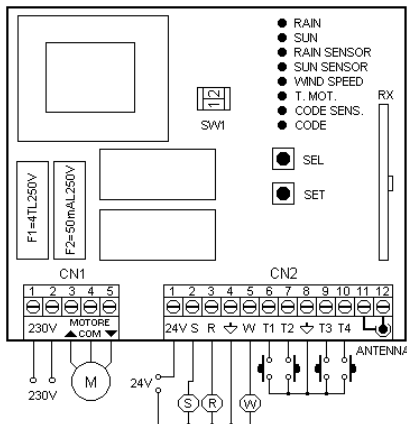 RAIN
SUN
RAIN SENSOR
SUN SENSOR
WIND SPEED
T. MOT.
CODE SENS.
CODE
RX
1 2
SW1
SEL
SET
F1=4TL250V
F2=50mAL250V
CN1
CN2
1 2 3 4 5
1 2 3 4 5 6 7 8 9 10 11 12
230V
MOTORE
COM
24V S R W T1 T2 T3 T4
ANTENNA
230V
M
24V
S
R
W